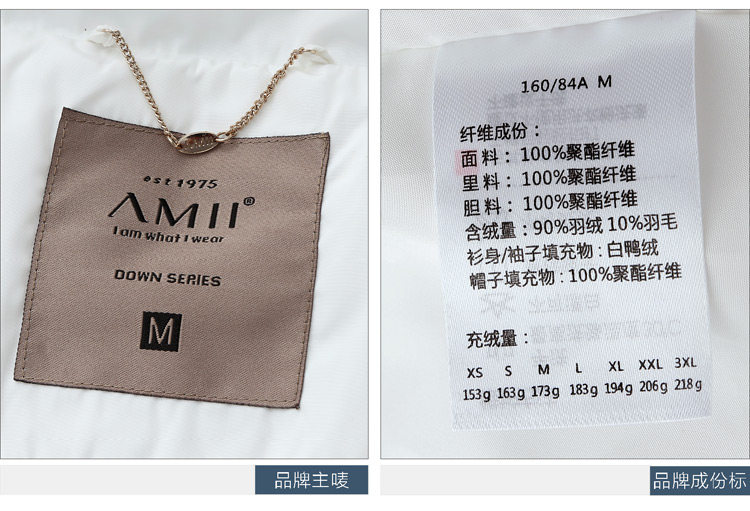 est 1975
AMII®
I am what I wear
DOWN SERIES
M
品牌主唛
160/84A M
纤维成份：
面料：100%聚酯纤维
里料：100%聚酯纤维
胆料：100%聚酯纤维
含绒量：90%羽绒 10%羽毛
衫身/袖子填充物：白鸭绒
帽子填充物：100%聚酯纤维
充绒量：
XS S M L XL XXL 3XL
153g 163g 173g 183g 194g 206g 218g
品牌成份标